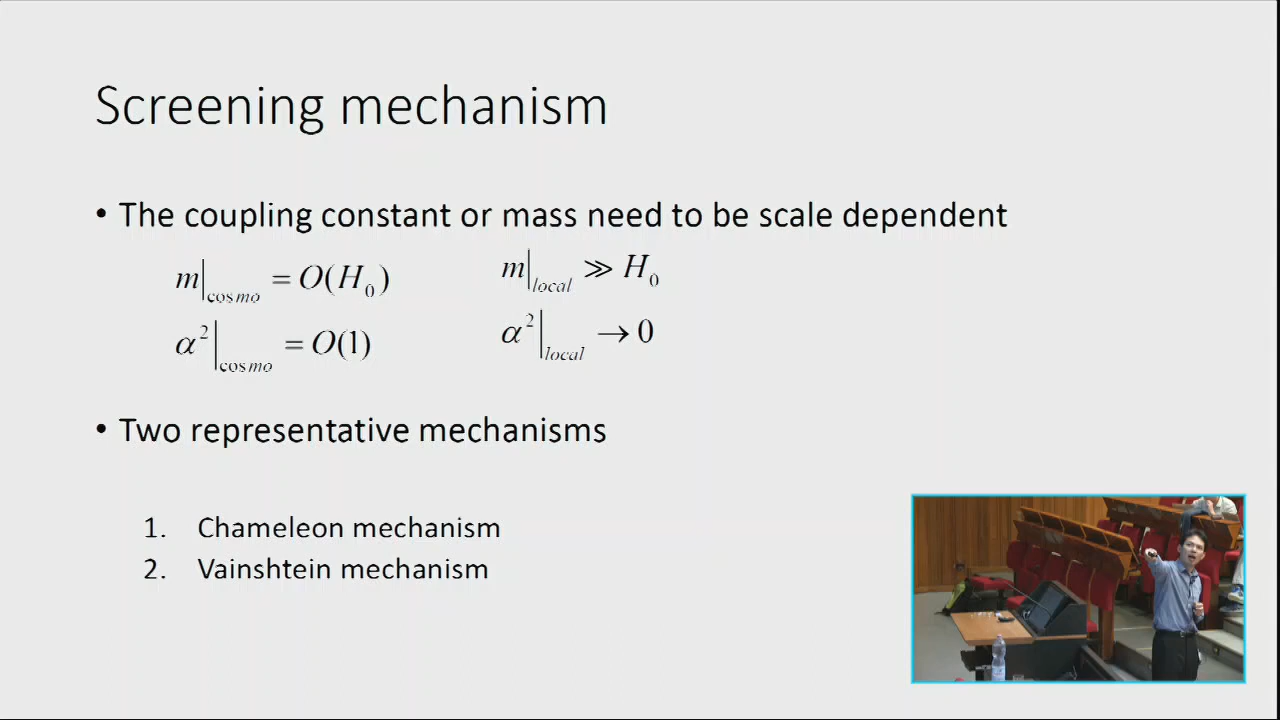 Screening mechanism
• The coupling constant or mass need to be scale dependent
m|cosmo = O(H₀) m|local ≫ H₀
α²|cosmo = O(1) α²|local → 0
• Two representative mechanisms
1. Chameleon mechanism
2. Vainshtein mechanism